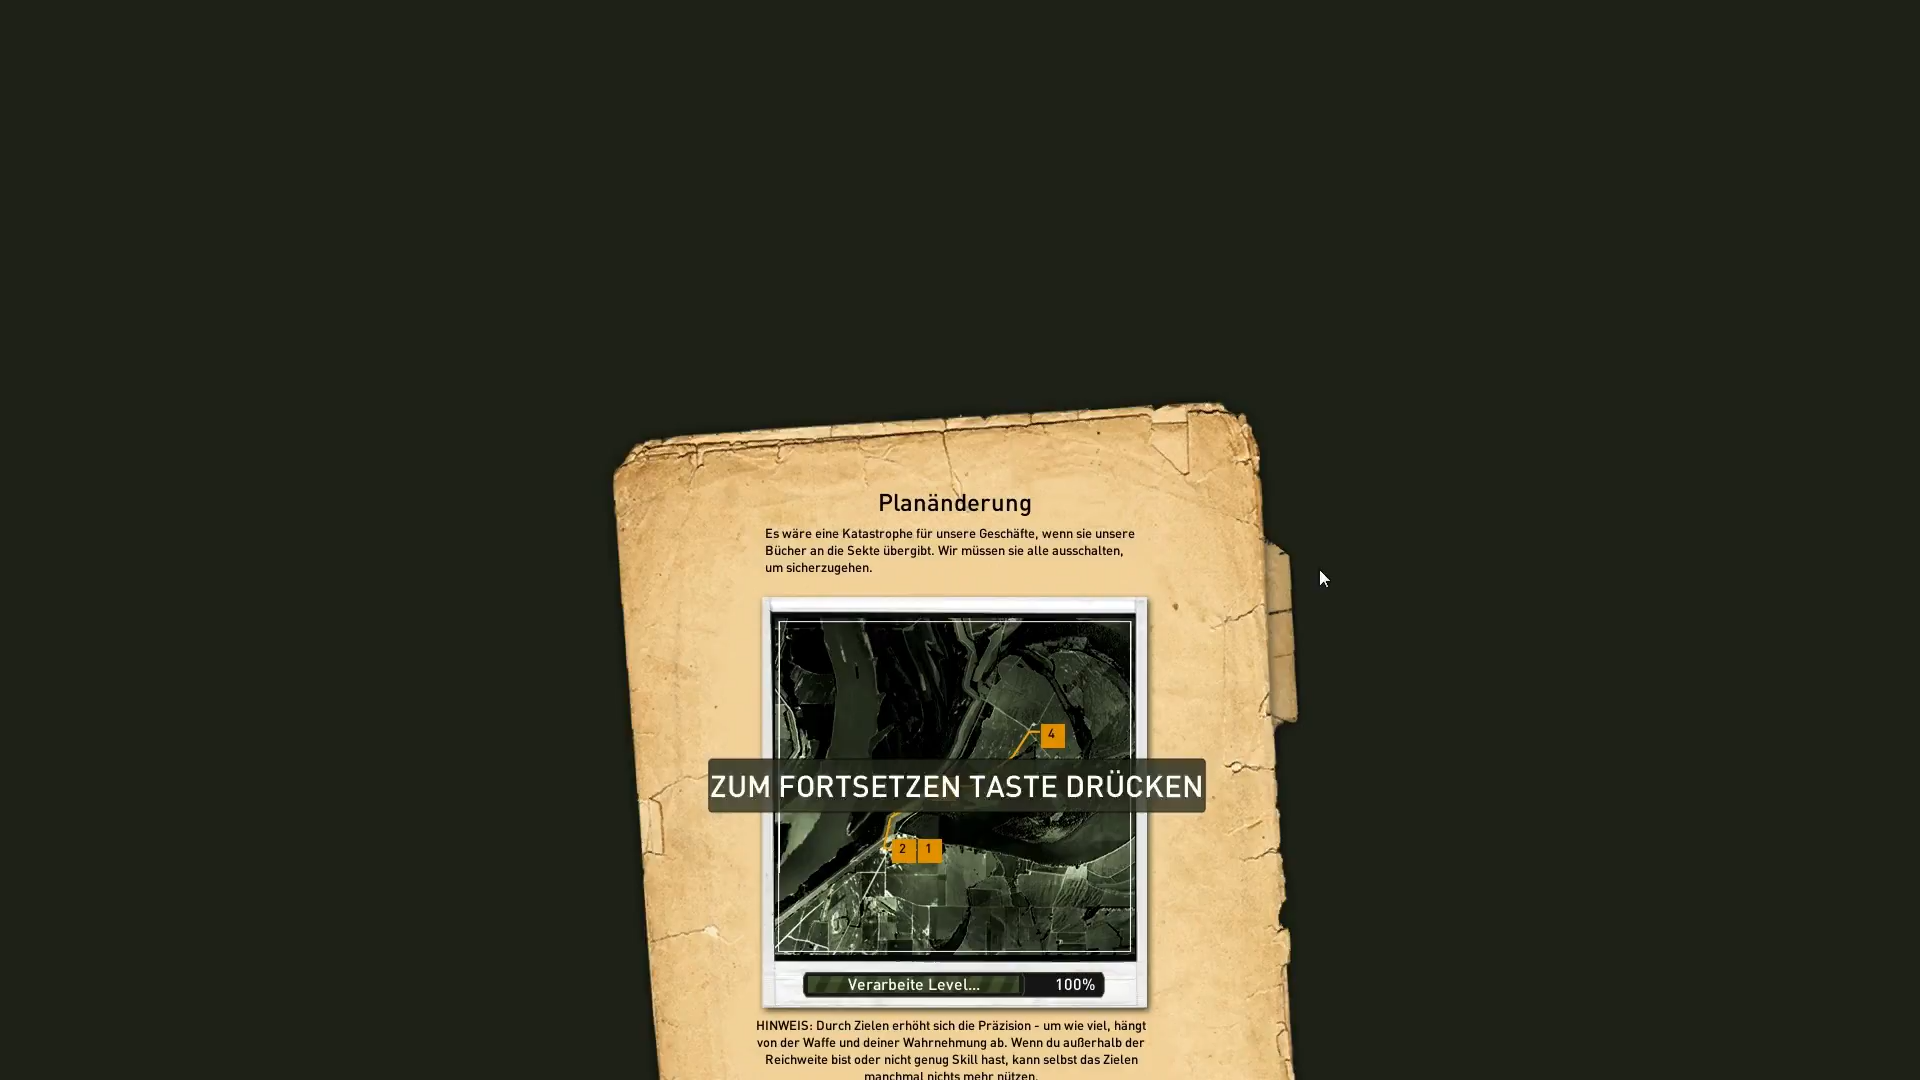 Planänderung
Es wäre eine Katastrophe für unsere Geschäfte, wenn sie unsere
Bücher an die Sekte übergibt. Wir müssen sie alle ausschalten,
um sicherzugehen.
4
ZUM FORTSETZEN TASTE DRÜCKEN
2 1
Verarbeite Level... 100%
HINWEIS: Durch Zielen erhöht sich die Präzision - um wie viel, hängt
von der Waffe und deiner Wahrnehmung ab. Wenn du außerhalb der
Reichweite bist oder nicht genug Skill hast, kann selbst das Zielen
manchmal nichts mehr nützen.